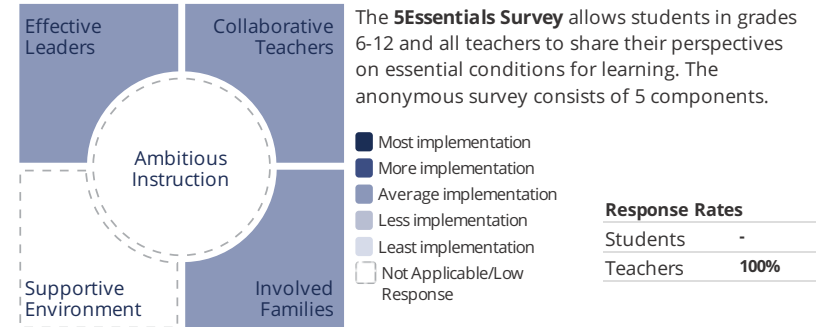 Effective
Leaders
Collaborative
Teachers
Ambitious
Instruction
Supportive
Environment
Involved
Families
The 5Essentials Survey allows students in grades
6-12 and all teachers to share their perspectives
on essential conditions for learning. The
anonymous survey consists of 5 components.
Most implementation
More implementation
Average implementation
Less implementation
Least implementation
Not Applicable/Low
Response
Response Rates
Students -
Teachers 100%